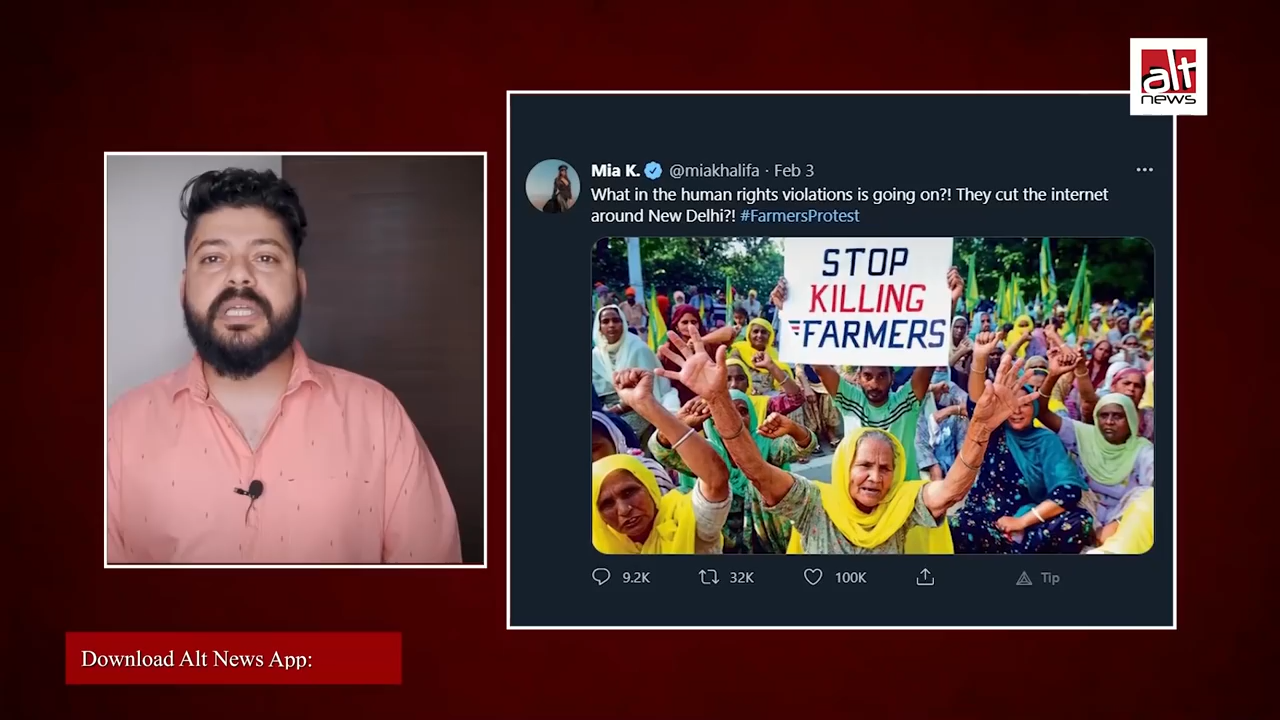 alt
news
Mia K. @miakhalifa · Feb 3
What in the human rights violations is going on?! They cut the internet
around New Delhi?! #FarmersProtest
STOP
KILLING
FARMERS
9.2K 32K 100K Tip
Download Alt News App: